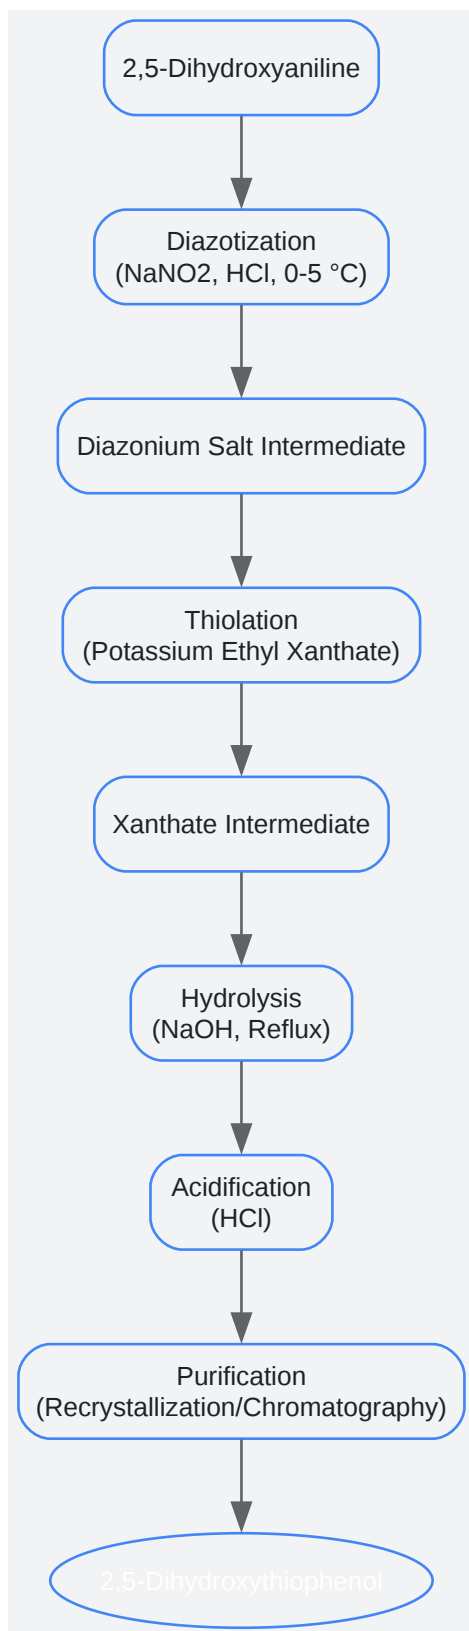 2,5-Dihydroxyaniline
Diazotization
(NaNO2, HCl, 0-5 °C)
Diazonium Salt Intermediate
Thiolation
(Potassium Ethyl Xanthate)
Xanthate Intermediate
Hydrolysis
(NaOH, Reflux)
Acidification
(HCl)
Purification
(Recrystallization/Chromatography)
2,5-Dihydroxythiophenol